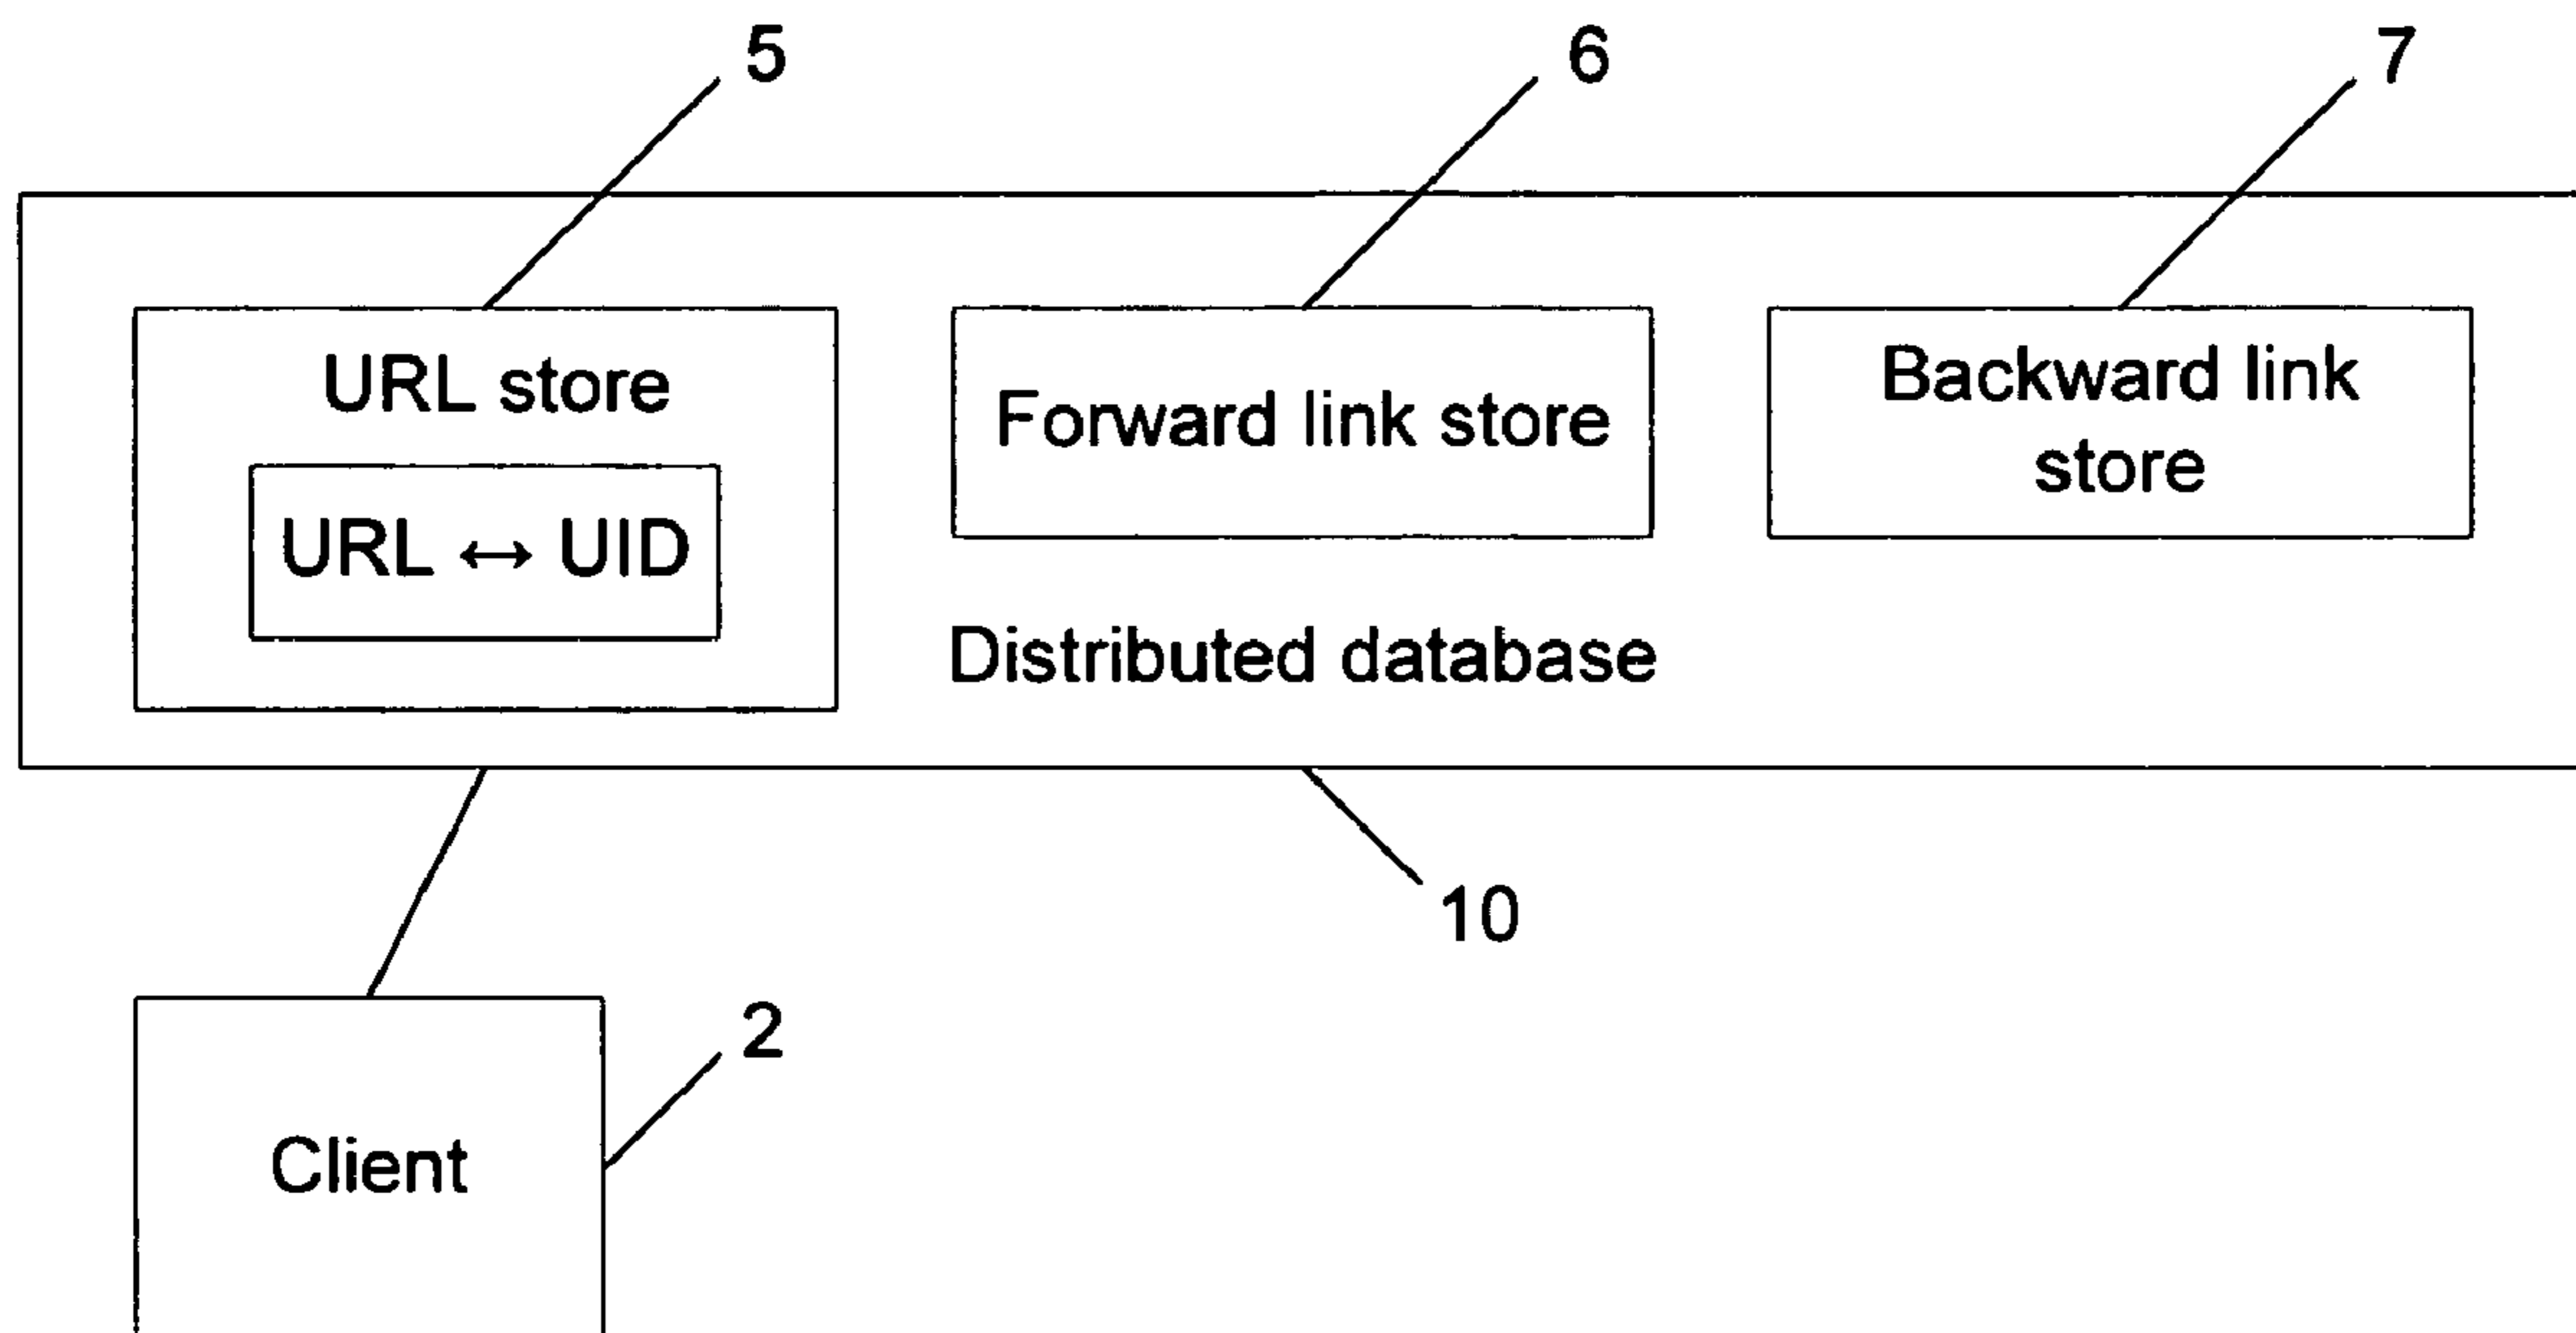 5
6
7
URL store
URL ↔ UID
Forward link store
Backward link
store
Distributed database
10
2
Client